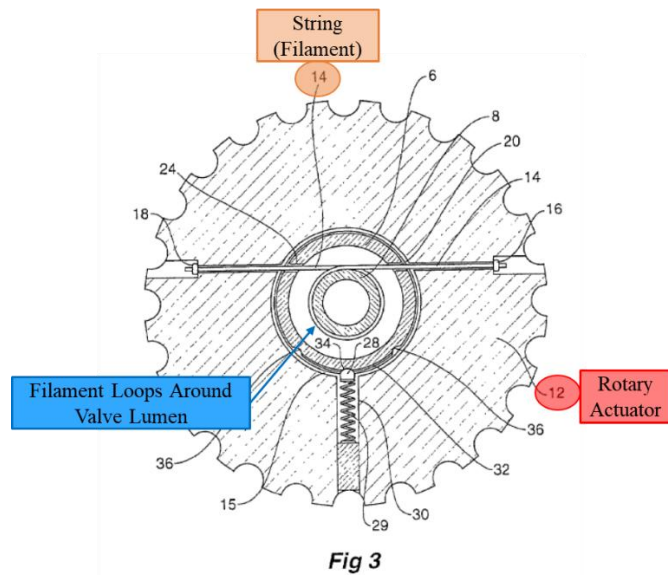 String
(Filament)
14
6
8
20
14
16
24
18
34
28
Filament Loops Around
Valve Lumen
12
Rotary
Actuator
36
36
15
32
30
29
Fig 3